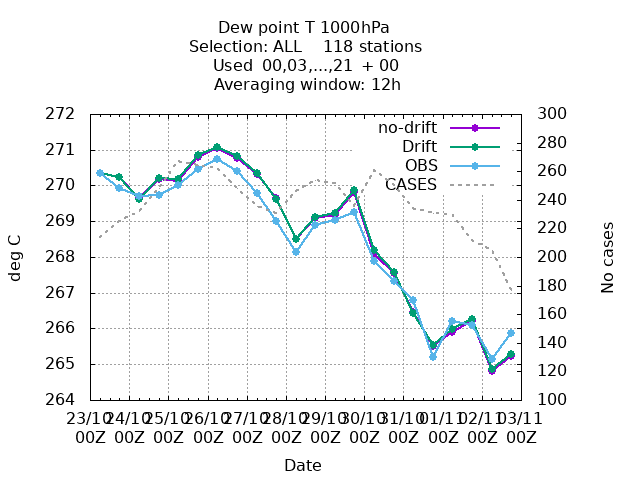 Dew point T 1000hPa
Selection: ALL    118 stations
Used  00,03,...,21  + 00
Averaging window: 12h
272
271
270
269
268
267
266
265
264
deg C
300
280
260
240
220
200
180
160
140
120
100
No cases
no-drift
Drift
OBS
CASES
23/10 24/10 25/10 26/10 27/10 28/10 29/10 30/10 31/10 01/11 02/11 03/11
00Z 00Z 00Z 00Z 00Z 00Z 00Z 00Z 00Z 00Z 00Z 00Z
Date